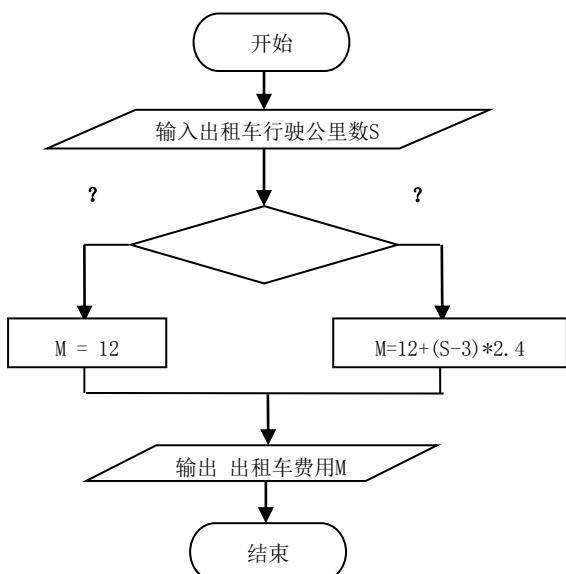 开始
输入出租车行驶公里数S
? ?
M = 12
M=12+(S-3)*2.4
输出 出租车费用M
结束